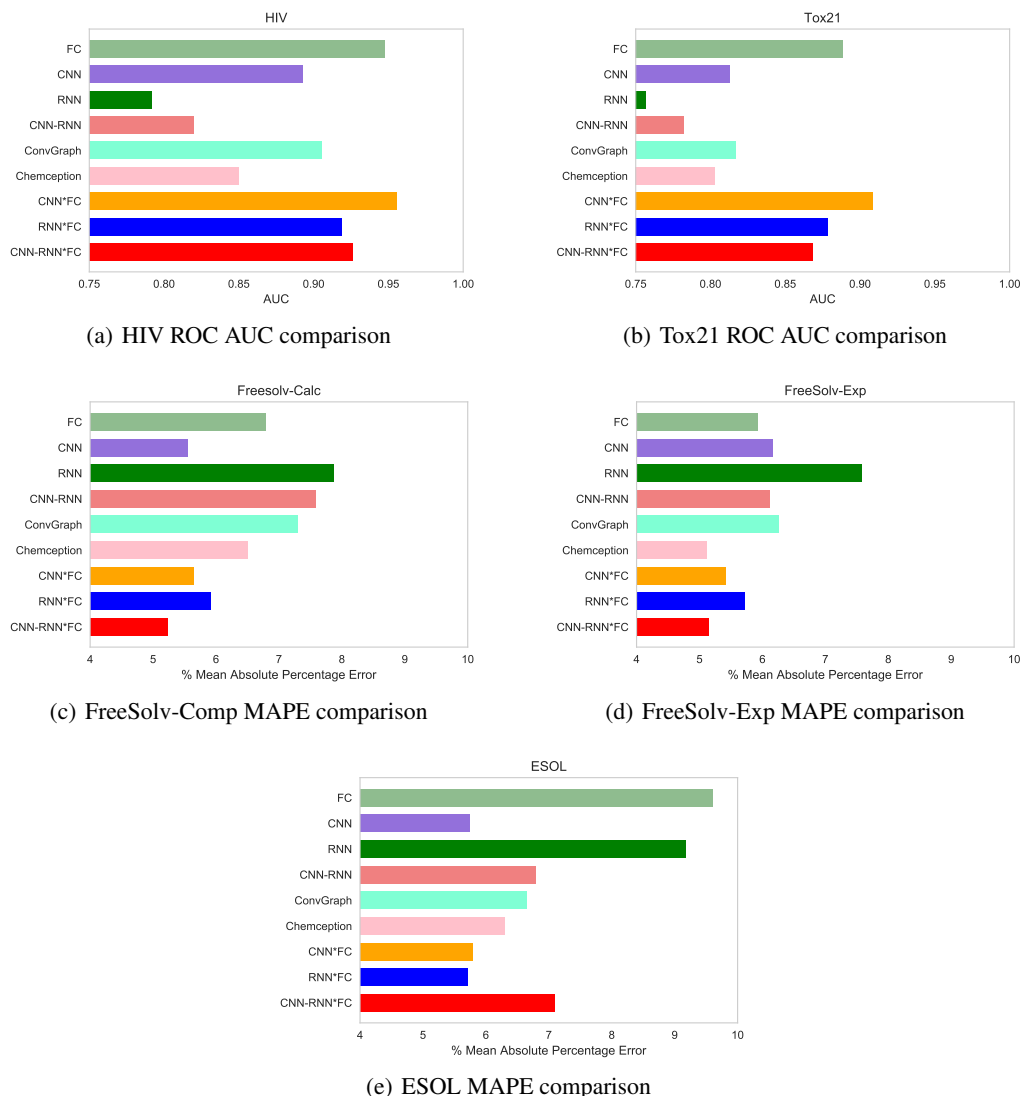 HIV
FC
CNN
RNN
CNN-RNN
ConvGraph
Chemception
CNN*FC
RNN*FC
CNN-RNN*FC
0.75 0.80 0.85 0.90 0.95 1.00
AUC
(a) HIV ROC AUC comparison
Tox21
FC
CNN
RNN
CNN-RNN
ConvGraph
Chemception
CNN*FC
RNN*FC
CNN-RNN*FC
0.75 0.80 0.85 0.90 0.95 1.00
AUC
(b) Tox21 ROC AUC comparison
Freesolv-Calc
FC
CNN
RNN
CNN-RNN
ConvGraph
Chemception
CNN*FC
RNN*FC
CNN-RNN*FC
4 5 6 7 8 9 10
% Mean Absolute Percentage Error
(c) FreeSolv-Comp MAPE comparison
FreeSolv-Exp
FC
CNN
RNN
CNN-RNN
ConvGraph
Chemception
CNN*FC
RNN*FC
CNN-RNN*FC
4 5 6 7 8 9 10
% Mean Absolute Percentage Error
(d) FreeSolv-Exp MAPE comparison
ESOL
FC
CNN
RNN
CNN-RNN
ConvGraph
Chemception
CNN*FC
RNN*FC
CNN-RNN*FC
4 5 6 7 8 9 10
% Mean Absolute Percentage Error
(e) ESOL MAPE comparison